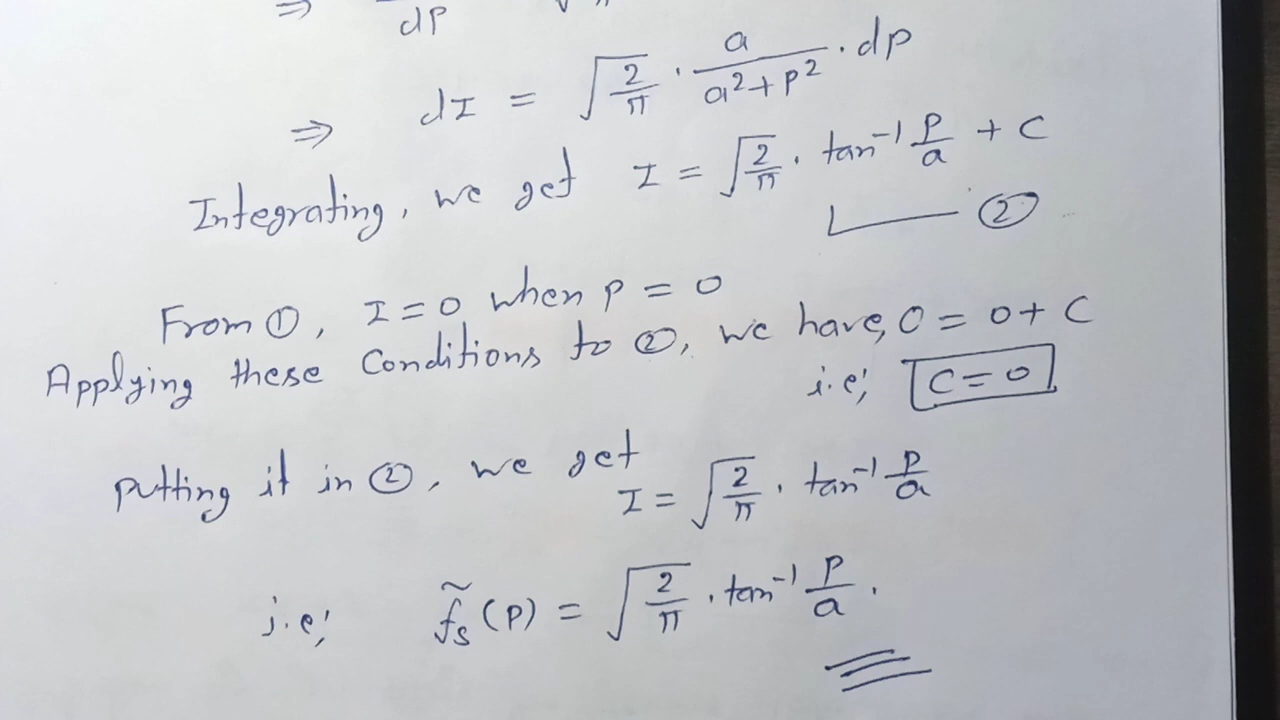 ⇒ dP
⇒ dI = √(2/π) · a/(a² + p²) · dp
Integrating, we get I = √(2/π) · tan⁻¹ p/a + C
②
From ①, I = 0 when p = 0
Applying these Conditions to ②, we have, 0 = 0 + C
i.e; C = 0
putting it in ②, we get
I = √(2/π) · tan⁻¹ p/a
i.e; f̃s(p) = √(2/π) · tan⁻¹ p/a.